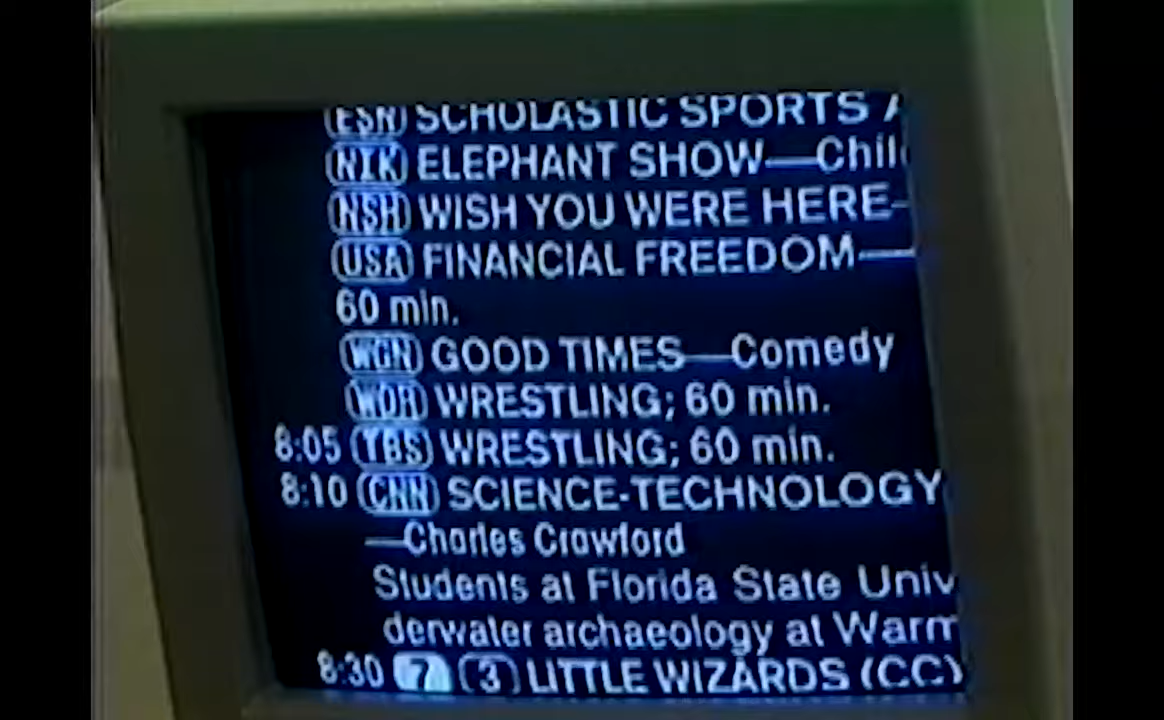 (ESN) SCHOLASTIC SPORTS A
(NIK) ELEPHANT SHOW—Chil
(NSH) WISH YOU WERE HERE—
(USA) FINANCIAL FREEDOM—
60 min.
(WGN) GOOD TIMES—Comedy
(WOR) WRESTLING; 60 min.
8:05 (TBS) WRESTLING; 60 min.
8:10 (CNN) SCIENCE-TECHNOLOGY
—Charles Crawford
Students at Florida State Univ
derwater archaeology at Warm
8:30 7 (3) LITTLE WIZARDS (CC)